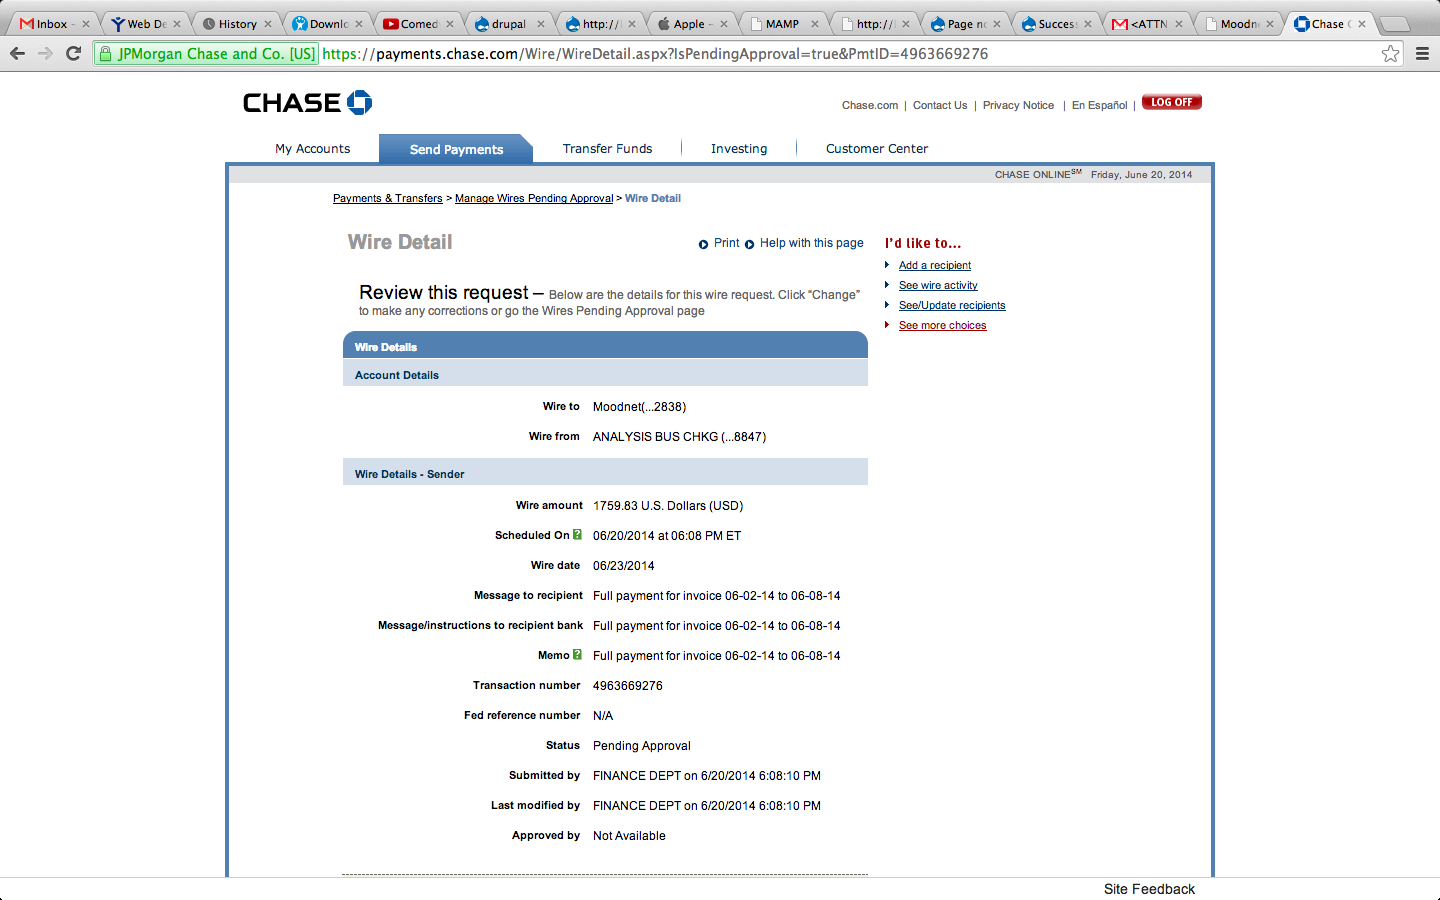 Inbox - Web De History Downlo Comed drupal http:// Apple - MAMP http:// Page no Success <ATTN Moodn Chase
JPMorgan Chase and Co. [US] https://payments.chase.com/Wire/WireDetail.aspx?IsPendingApproval=true&PmtID=4963669276
CHASE
Chase.com | Contact Us | Privacy Notice | En Español | LOG OFF
My Accounts Send Payments Transfer Funds Investing Customer Center
CHASE ONLINE SM Friday, June 20, 2014
Payments & Transfers > Manage Wires Pending Approval > Wire Detail
Wire Detail
Print Help with this page
I'd like to...
Add a recipient
See wire activity
See/Update recipients
See more choices
Review this request – Below are the details for this wire request. Click “Change”
to make any corrections or go the Wires Pending Approval page
Wire Details
Account Details
Wire to Moodnet(...2838)
Wire from ANALYSIS BUS CHKG (...8847)
Wire Details - Sender
Wire amount 1759.83 U.S. Dollars (USD)
Scheduled On ? 06/20/2014 at 06:08 PM ET
Wire date 06/23/2014
Message to recipient Full payment for invoice 06-02-14 to 06-08-14
Message/instructions to recipient bank Full payment for invoice 06-02-14 to 06-08-14
Memo ? Full payment for invoice 06-02-14 to 06-08-14
Transaction number 4963669276
Fed reference number N/A
Status Pending Approval
Submitted by FINANCE DEPT on 6/20/2014 6:08:10 PM
Last modified by FINANCE DEPT on 6/20/2014 6:08:10 PM
Approved by Not Available
Site Feedback